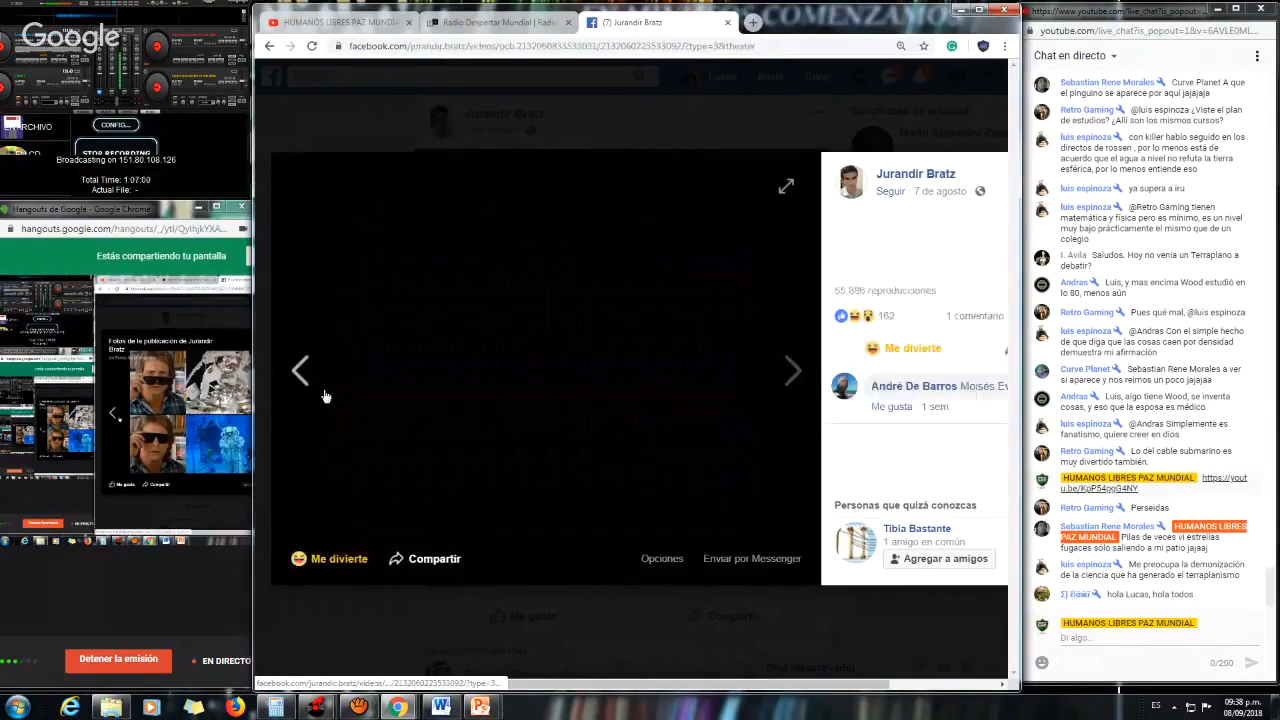 Google
ARCHIVO
CONFIG...
STOP RECORDING
Broadcasting on 151.80.108.126
Total Time: 1:07:00
Actual File: -
Hangouts de Google - Google Chrome
hangouts.google.com/hangouts/_/ytl/QylhjkYXA...
Estás compartiendo tu pantalla
Fotos de la publicación de Jurandir
Bratz
Me gusta
Compartir
Detener la emisión
EN DIRECTO
HUMANOS LIBRES PAZ MUNDIA
Radio Despertar Mundial | Radio
(7) Jurandir Bratz
Lucas
Jurandir Bratz
Jurandir Bratz
Seguir
7 de agosto
55.886 reproducciones
162
1 comentario
Me divierte
André De Barros Moisés Ev
Me gusta 1 sem
Personas que quizá conozcas
Tibia Bastante
1 amigo en común
Agregar a amigos
Me divierte
Compartir
Opciones
Enviar por Messenger
Me gusta
Compartir
Chat (desactivado)
facebook.com/jurandir.bratz/videos/.../2132060223533092/?type=3...
https://www.youtube.com/live_chat?is_popout
https://www.youtube.com/live_chat?is_popout=1&v=6AVLE0ML...
Chat en directo
Sebastian Rene Morales Curve Planet A que
el pinguino se aparece por aquí jajajaja
Retro Gaming @luis espinoza ¿Viste el plan
de estudios? ¿Allí son los mismos cursos?
luis espinoza con killer hablo seguido en los
directos de rossen , por lo menos está de
acuerdo que el agua a nivel no refuta la tierra
esférica, por lo menos entiende eso
luis espinoza ya supera a iru
luis espinoza @Retro Gaming tienen
matemática y física pero es mínimo, es un nivel
muy bajo prácticamente el mismo que de un
colegio
I. Avila Saludos. Hoy no venia un Terraplano a
debatir?
Andras Luis, y mas encima Wood estudió en
lo 80, menos aún
Retro Gaming Pues qué mal, @luis espinoza
luis espinoza @Andras Con el simple hecho
de que diga que las cosas caen por densidad
demuestra mi afirmación
Curve Planet Sebastian Rene Morales a ver
si aparece y nos reimos un poco jajajaja
Andras Luis, algo tiene Wood, se inventa
cosas, y eso que la esposa es médico
luis espinoza @Andras Simplemente es
fanatismo, quiere creer en dios
Retro Gaming Lo del cable submarino es
muy divertido también.
HUMANOS LIBRES PAZ MUNDIAL https://yout
u.be/KpP54pgG4NY
Retro Gaming Perseidas
Sebastian Rene Morales HUMANOS LIBRES
PAZ MUNDIAL Pilas de veces vi estrellas
fugaces sólo saliendo a mi patio jajaaj
luis espinoza Me preocupa la demonización
de la ciencia que ha generado el terraplanismo
hola Lucas, hola todos
HUMANOS LIBRES PAZ MUNDIAL
Di algo...
0/200
ES
09:38 p.m.
08/09/2018